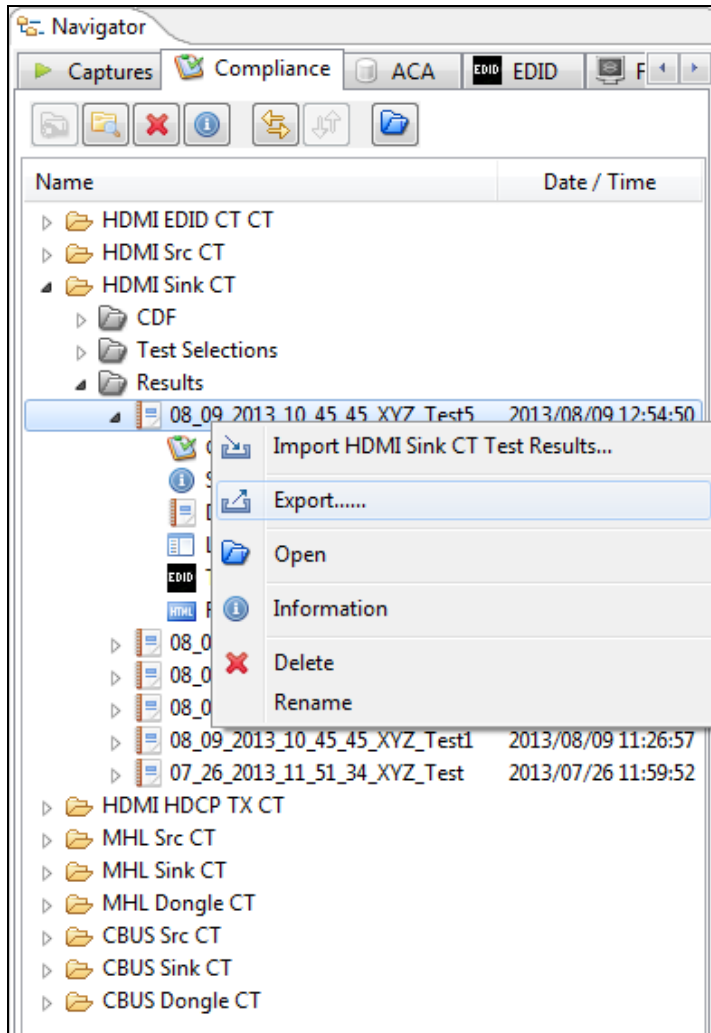 Navigator
Captures Compliance ACA EDID EDID F
Name Date / Time
HDMI EDID CT CT
HDMI Src CT
HDMI Sink CT
CDF
Test Selections
Results
08_09_2013_10_45_45_XYZ_Test5 2013/08/09 12:54:50
Import HDMI Sink CT Test Results...
Export......
Open
EDID
Information
HTML
08_0
Delete
08_0
Rename
08_0
08_09_2013_10_45_45_XYZ_Test1 2013/08/09 11:26:57
07_26_2013_11_51_34_XYZ_Test 2013/07/26 11:59:52
HDMI HDCP TX CT
MHL Src CT
MHL Sink CT
MHL Dongle CT
CBUS Src CT
CBUS Sink CT
CBUS Dongle CT